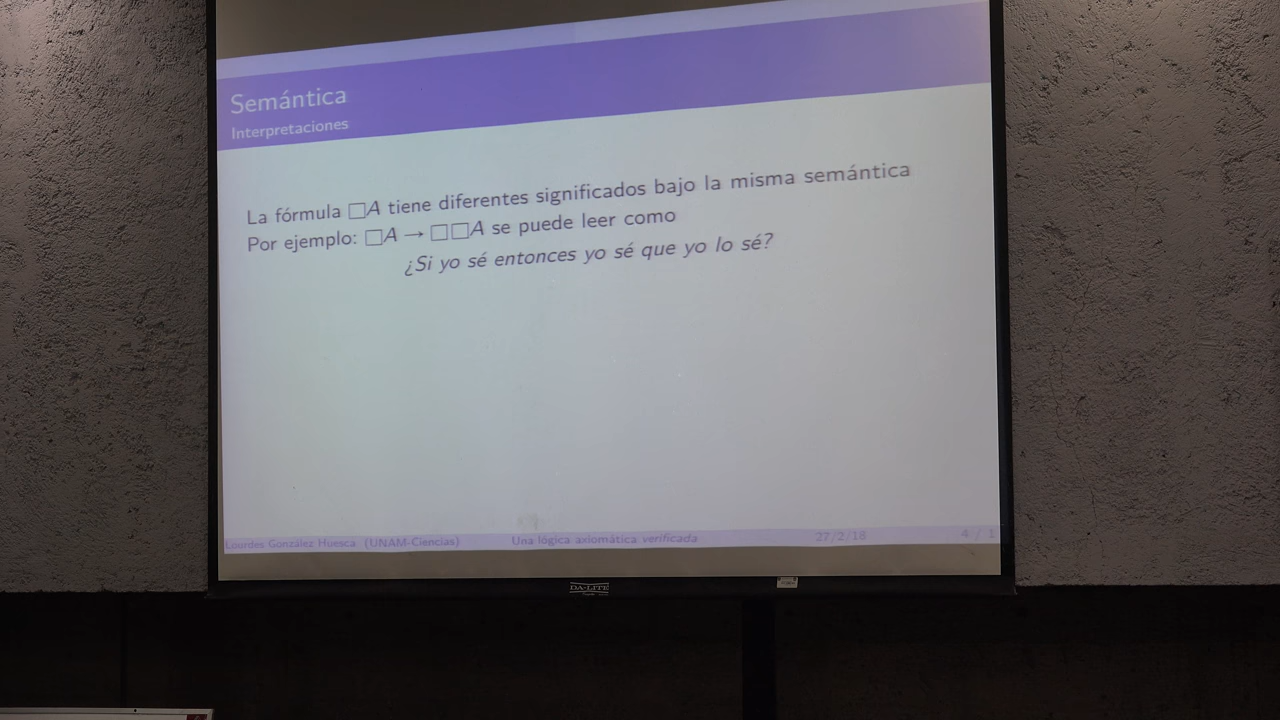 Semántica
Interpretaciones
La fórmula □A tiene diferentes significados bajo la misma semántica
Por ejemplo: □A → □□A se puede leer como
¿Si yo sé entonces yo sé que yo lo sé?
Lourdes González Huesca (UNAM-Ciencias) Una lógica axiomática verificada 27/2/18 4 / 1
DA-LITE